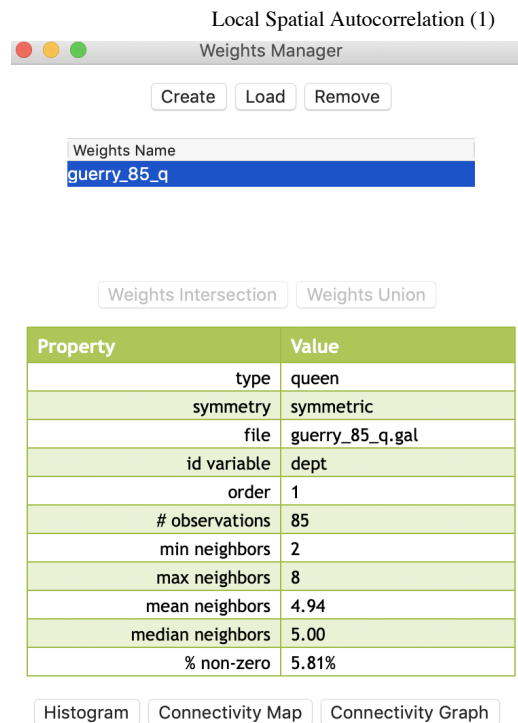 Local Spatial Autocorrelation (1)
Weights Manager
Create Load Remove
Weights Name
guerry_85_q
Weights Intersection Weights Union
Property Value
type queen
symmetry symmetric
file guerry_85_q.gal
id variable dept
order 1
# observations 85
min neighbors 2
max neighbors 8
mean neighbors 4.94
median neighbors 5.00
% non-zero 5.81%
Histogram Connectivity Map Connectivity Graph